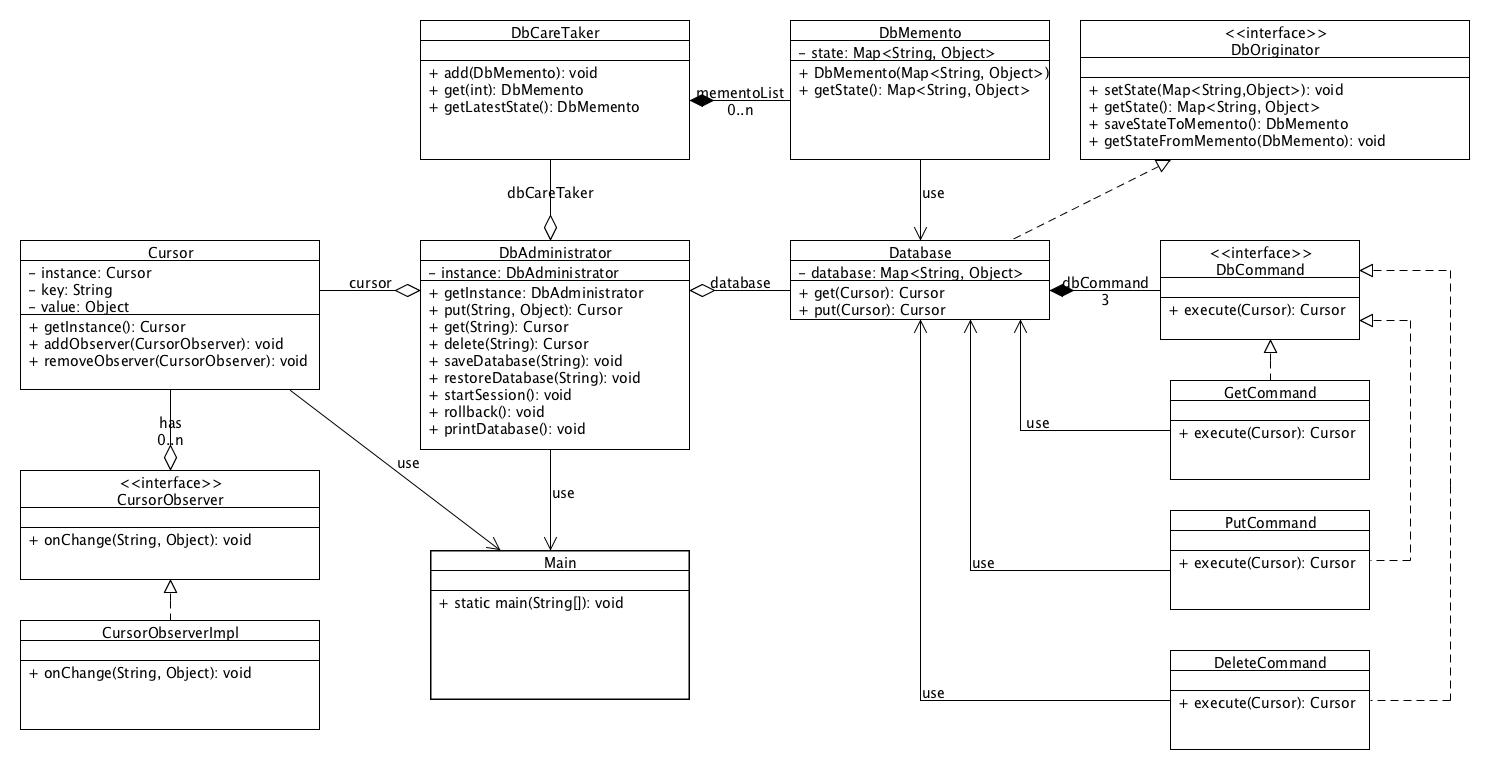 DbCareTaker
+ add(DbMemento): void
+ get(int): DbMemento
+ getLatestState(): DbMemento
mementoList
0..n
DbMemento
– state: Map<String, Object>
+ DbMemento(Map<String, Object>)
+ getState(): Map<String, Object>
<<interface>>
DbOriginator
+ setState(Map<String,Object>): void
+ getState(): Map<String, Object>
+ saveStateToMemento(): DbMemento
+ getStateFromMemento(DbMemento): void
dbCareTaker
use
Cursor
– instance: Cursor
– key: String
– value: Object
+ getInstance(): Cursor
+ addObserver(CursorObserver): void
+ removeObserver(CursorObserver): void
cursor
DbAdministrator
– instance: DbAdministrator
+ getInstance: DbAdministrator
+ put(String, Object): Cursor
+ get(String): Cursor
+ delete(String): Cursor
+ saveDatabase(String): void
+ restoreDatabase(String): void
+ startSession(): void
+ rollback(): void
+ printDatabase(): void
database
Database
– database: Map<String, Object>
+ get(Cursor): Cursor
+ put(Cursor): Cursor
dbCommand
3
<<interface>>
DbCommand
+ execute(Cursor): Cursor
GetCommand
+ execute(Cursor): Cursor
use
has
0..n
use
use
<<interface>>
CursorObserver
+ onChange(String, Object): void
Main
+ static main(String[]): void
PutCommand
+ execute(Cursor): Cursor
use
CursorObserverImpl
+ onChange(String, Object): void
DeleteCommand
+ execute(Cursor): Cursor
use